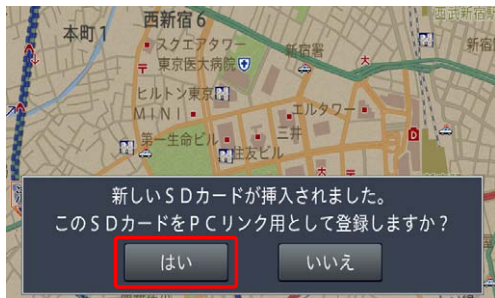 西新宿6
本町1
スクエアタワー
新宿署
東京医大病院
ヒルトン東京
MINI
エルタワー
第一生命ビル
三井
住友ビル
D
新しいSDカードが挿入されました。
このSDカードをPCリンク用として登録しますか?
はい
いいえ